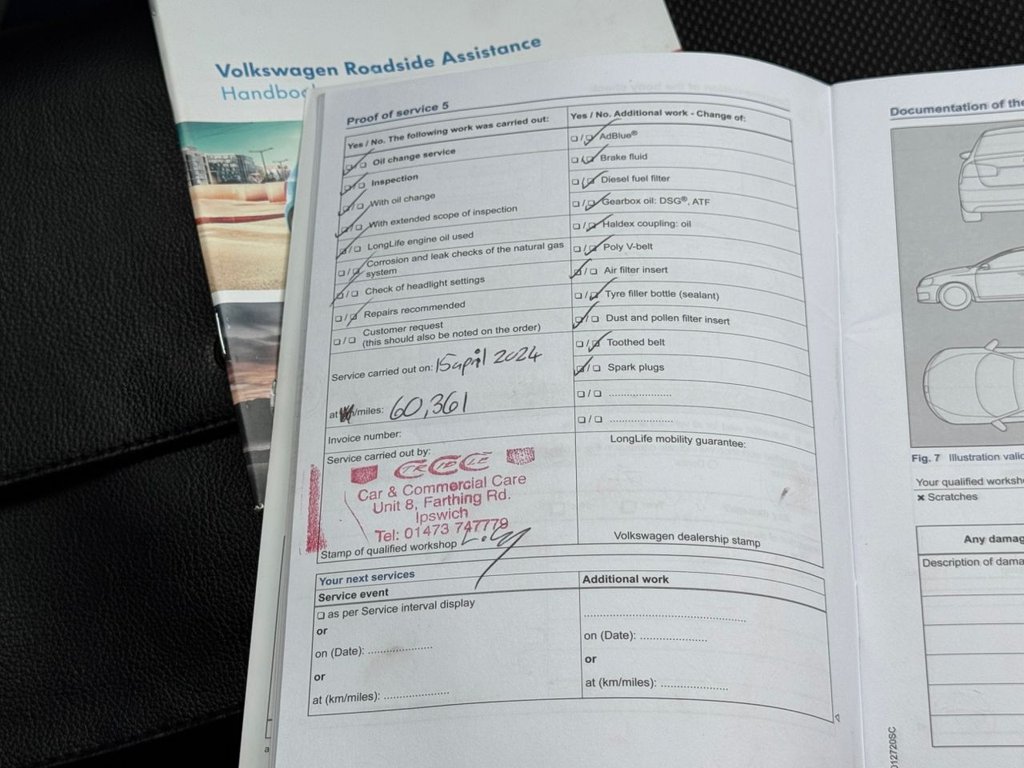 Volkswagen Roadside Assistance
Proof of service 5
Yes / No. The following work was carried out:
❏/❏ Oil change service
❏/❏ Inspection
❏/❏ With oil change
❏/❏ With extended scope of inspection
❏/❏ LongLife engine oil used
❏/❏ Corrosion and leak checks of the natural gas
system
❏/❏ Check of headlight settings
❏/❏ Repairs recommended
❏/❏ Customer request
(this should also be noted on the order)
Service carried out on: 15 april 2024
at /miles: 60,361
Invoice number:
Service carried out by:
Car & Commercial Care
Unit 8, Farthing Rd.
Ipswich
Tel: 01473 747779
Stamp of qualified workshop
Yes / No. Additional work - Change of:
❏/❏ AdBlue®
❏/❏ Brake fluid
❏/❏ Diesel fuel filter
❏/❏ Gearbox oil: DSG®, ATF
❏/❏ Haldex coupling: oil
❏/❏ Poly V-belt
❏/❏ Air filter insert
❏/❏ Tyre filler bottle (sealant)
❏/❏ Dust and pollen filter insert
❏/❏ Toothed belt
❏/❏ Spark plugs
❏/❏ ......................
❏/❏ ......................
LongLife mobility guarantee:
Volkswagen dealership stamp
Your next services
Service event
❏ as per Service interval display
or
on (Date): ......................
or
at (km/miles): ......................
Additional work
......................................................
on (Date): ......................
or
at (km/miles): ......................
Documentation of the
Fig. 7 Illustration
Your qualified
✖ Scratches
Any
Description of
012720SC